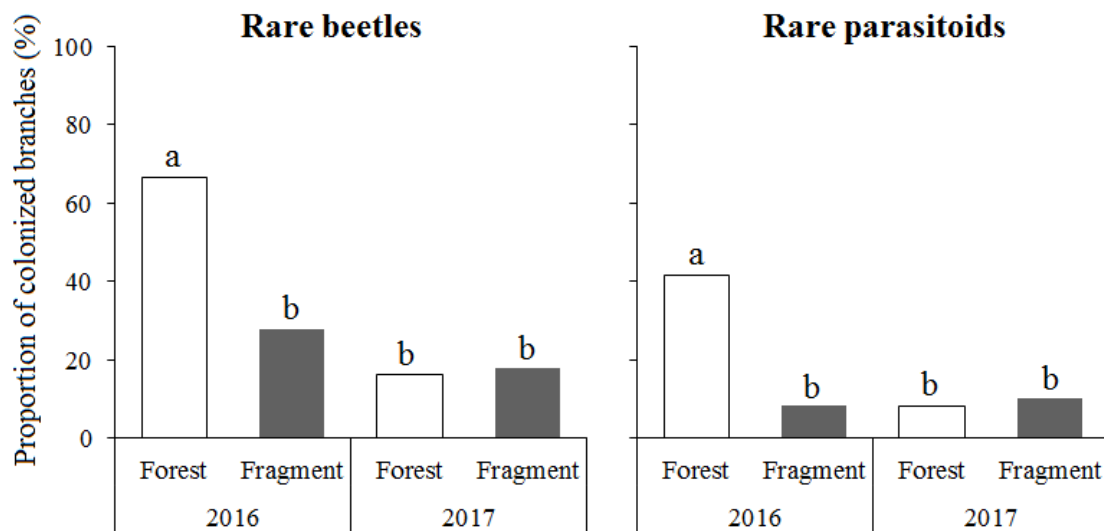 Rare beetles
Rare parasitoids
Proportion of colonized branches (%)
100
80
60
40
20
0
a
b
b
b
a
b
b
b
Forest Fragment Forest Fragment
2016 2017
Forest Fragment Forest Fragment
2016 2017